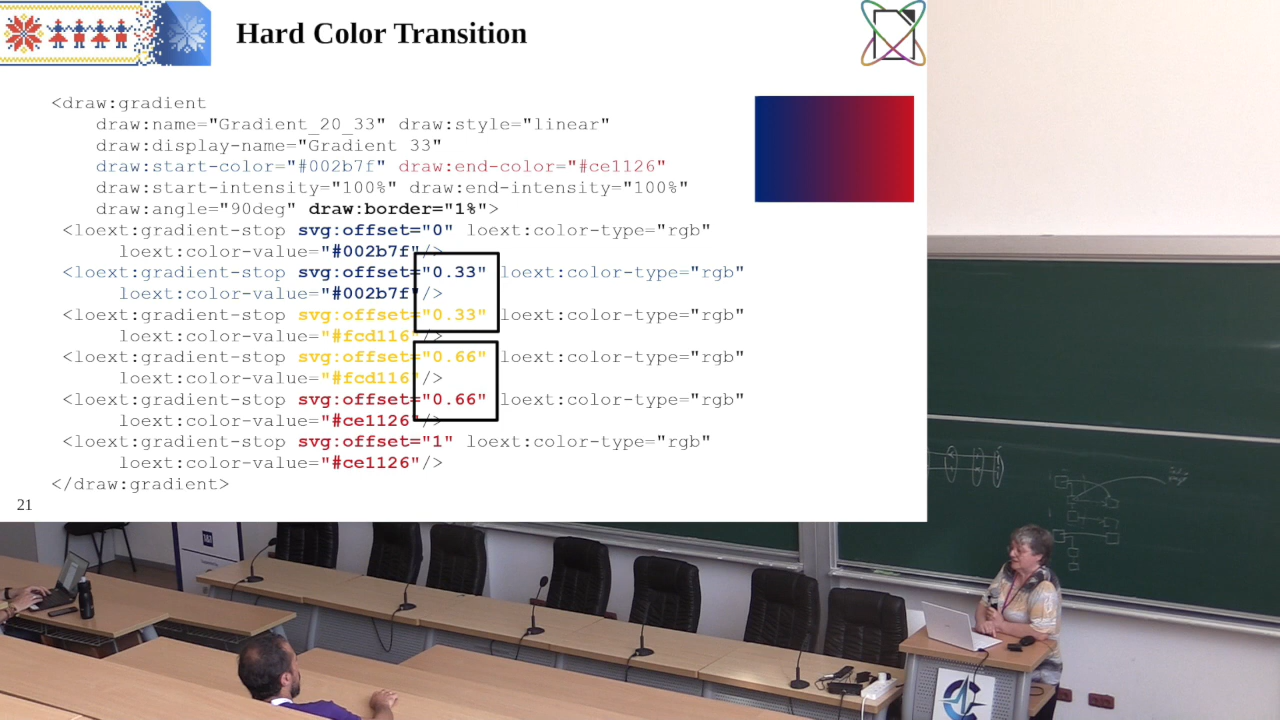 Hard Color Transition
<draw:gradient
draw:name="Gradient_20_33" draw:style="linear"
draw:display-name="Gradient 33"
draw:start-color="#002b7f" draw:end-color="#ce1126"
draw:start-intensity="100%" draw:end-intensity="100%"
draw:angle="90deg" draw:border="1%">
<loext:gradient-stop svg:offset="0" loext:color-type="rgb"
loext:color-value="#002b7f"/>
<loext:gradient-stop svg:offset="0.33" loext:color-type="rgb"
loext:color-value="#002b7f"/>
<loext:gradient-stop svg:offset="0.33" loext:color-type="rgb"
loext:color-value="#fcd116"/>
<loext:gradient-stop svg:offset="0.66" loext:color-type="rgb"
loext:color-value="#fcd116"/>
<loext:gradient-stop svg:offset="0.66" loext:color-type="rgb"
loext:color-value="#ce1126"/>
<loext:gradient-stop svg:offset="1" loext:color-type="rgb"
loext:color-value="#ce1126"/>
</draw:gradient>
21